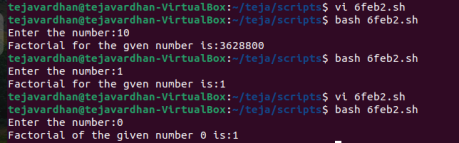 tejavardhan@tejavardhan-VirtualBox:~/teja/scripts$ vi 6feb2.sh
tejavardhan@tejavardhan-VirtualBox:~/teja/scripts$ bash 6feb2.sh
Enter the number:10
Factorial for the gven number is:3628800
tejavardhan@tejavardhan-VirtualBox:~/teja/scripts$ bash 6feb2.sh
Enter the number:1
Factorial for the gven number is:1
tejavardhan@tejavardhan-VirtualBox:~/teja/scripts$ vi 6feb2.sh
tejavardhan@tejavardhan-VirtualBox:~/teja/scripts$ bash 6feb2.sh
Enter the number:0
Factorial of the given number 0 is:1